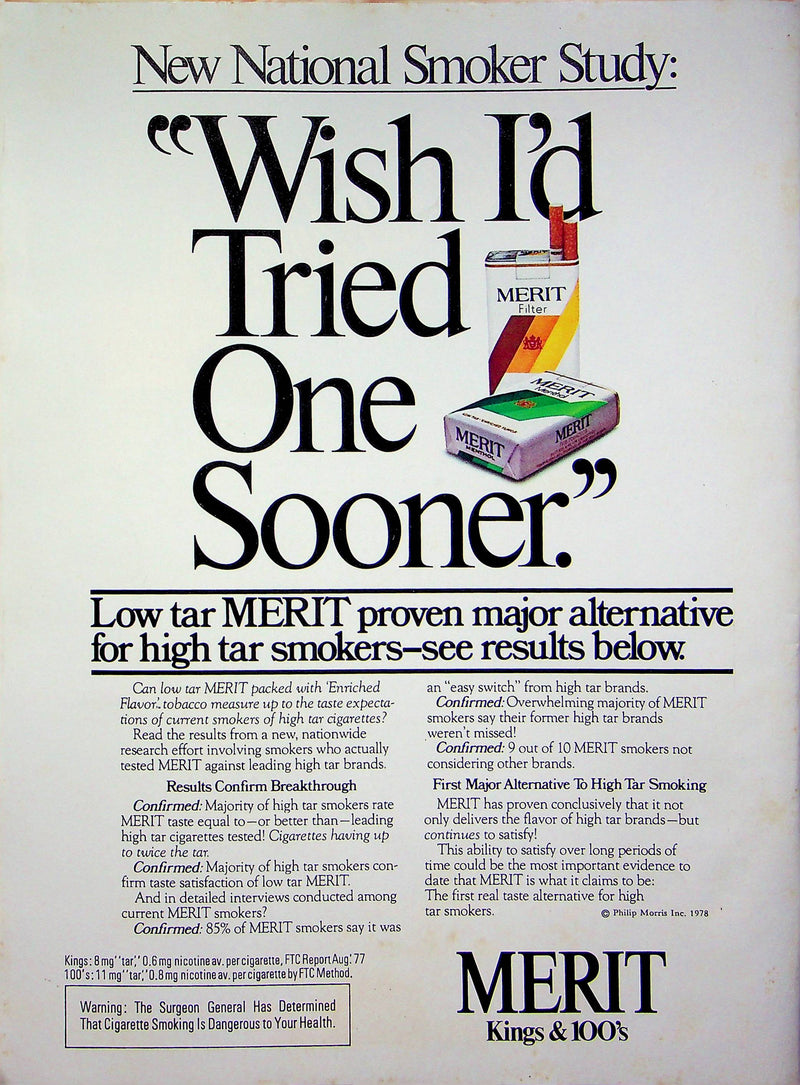 New National Smoker Study:
“Wish I’d
Tried
One
Sooner.”
MERIT
Filter
MERIT
Menthol
MERIT
MENTHOL
MERIT
Low tar MERIT proven major alternative
for high tar smokers–see results below.
Can low tar MERIT packed with ‘Enriched
Flavor’ tobacco measure up to the taste expecta-
tions of current smokers of high tar cigarettes?
Read the results from a new, nationwide
research effort involving smokers who actually
tested MERIT against leading high tar brands.
Results Confirm Breakthrough
Confirmed: Majority of high tar smokers rate
MERIT taste equal to—or better than—leading
high tar cigarettes tested! Cigarettes having up
to twice the tar.
Confirmed: Majority of high tar smokers con-
firm taste satisfaction of low tar MERIT.
And in detailed interviews conducted among
current MERIT smokers?
Confirmed: 85% of MERIT smokers say it was
an “easy switch” from high tar brands.
Confirmed: Overwhelming majority of MERIT
smokers say their former high tar brands
weren’t missed!
Confirmed: 9 out of 10 MERIT smokers not
considering other brands.
First Major Alternative To High Tar Smoking
MERIT has proven conclusively that it not
only delivers the flavor of high tar brands—but
continues to satisfy!
This ability to satisfy over long periods of
time could be the most important evidence to
date that MERIT is what it claims to be:
The first real taste alternative for high
tar smokers.
© Philip Morris Inc. 1978
Kings: 8 mg ''tar,'' 0.6 mg nicotine av. per cigarette, FTC Report Aug.'77
100's: 11 mg ''tar,'' 0.8 mg nicotine av. per cigarette by FTC Method.
Warning: The Surgeon General Has Determined
That Cigarette Smoking Is Dangerous to Your Health.
MERIT
Kings & 100’s